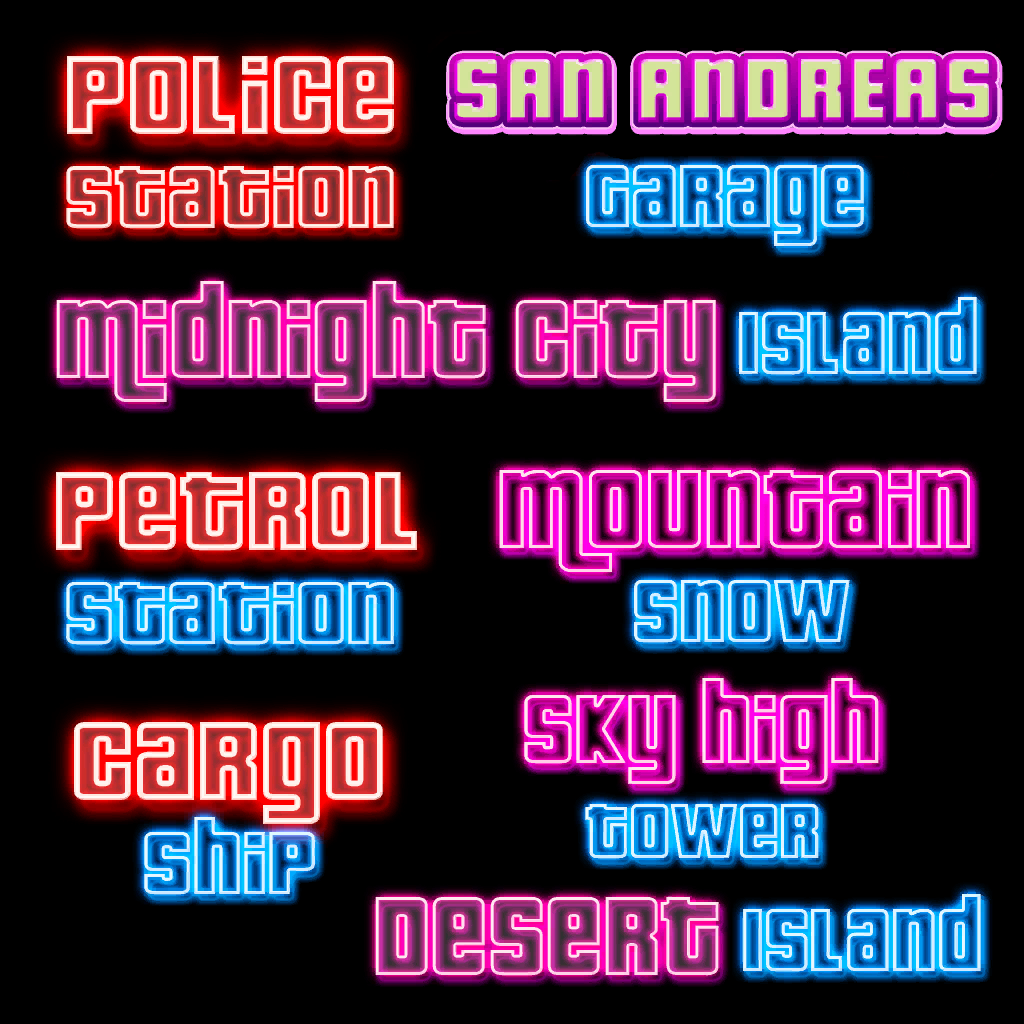 Police
Station
SAN ANDREAS
Garage
Midnight City Island
Petrol
Station
Mountain
Snow
Cargo
Ship
Sky High
Tower
Desert Island